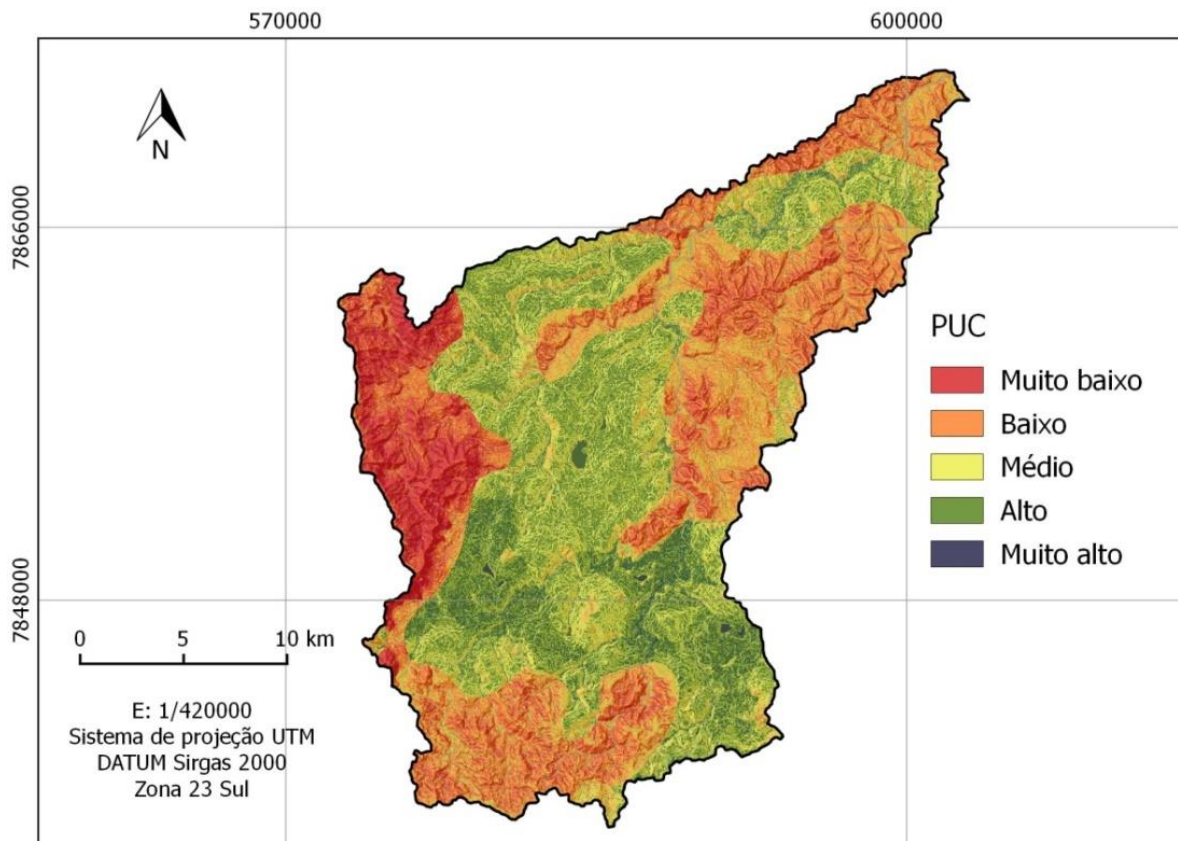 570000
600000
N
7866000
7848000
PUC
Muito baixo
Baixo
Médio
Alto
Muito alto
0 5 10 km
E: 1/420000
Sistema de projeção UTM
DATUM Sirgas 2000
Zona 23 Sul